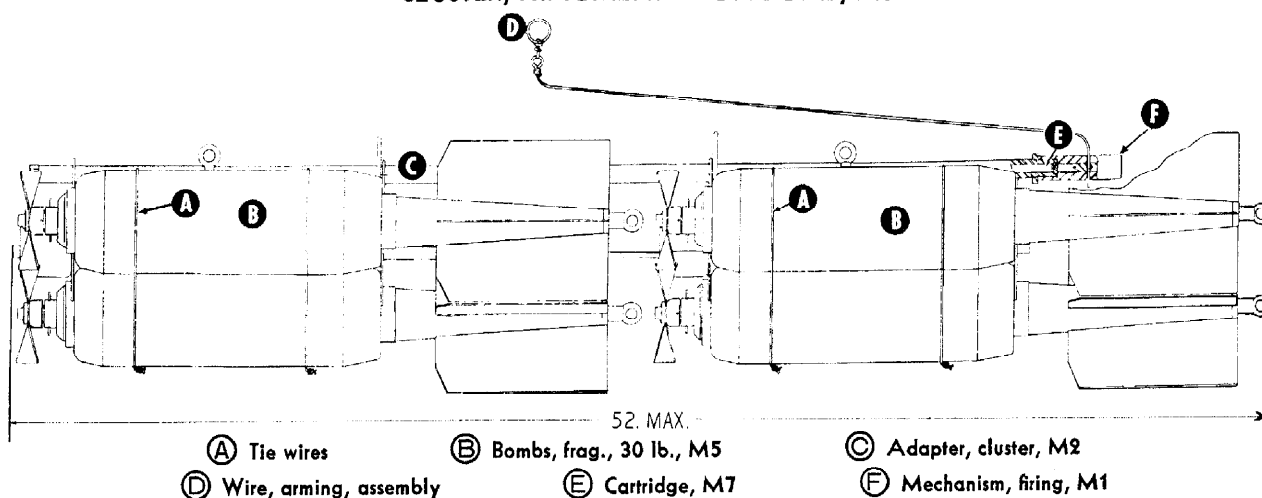 D
F
E
C
A
B
A
B
52. MAX.
A Tie wires B Bombs, frag., 30 lb., M5 C Adapter, cluster, M2
D Wire, arming, assembly E Cartridge, M7 F Mechanism, firing, M1